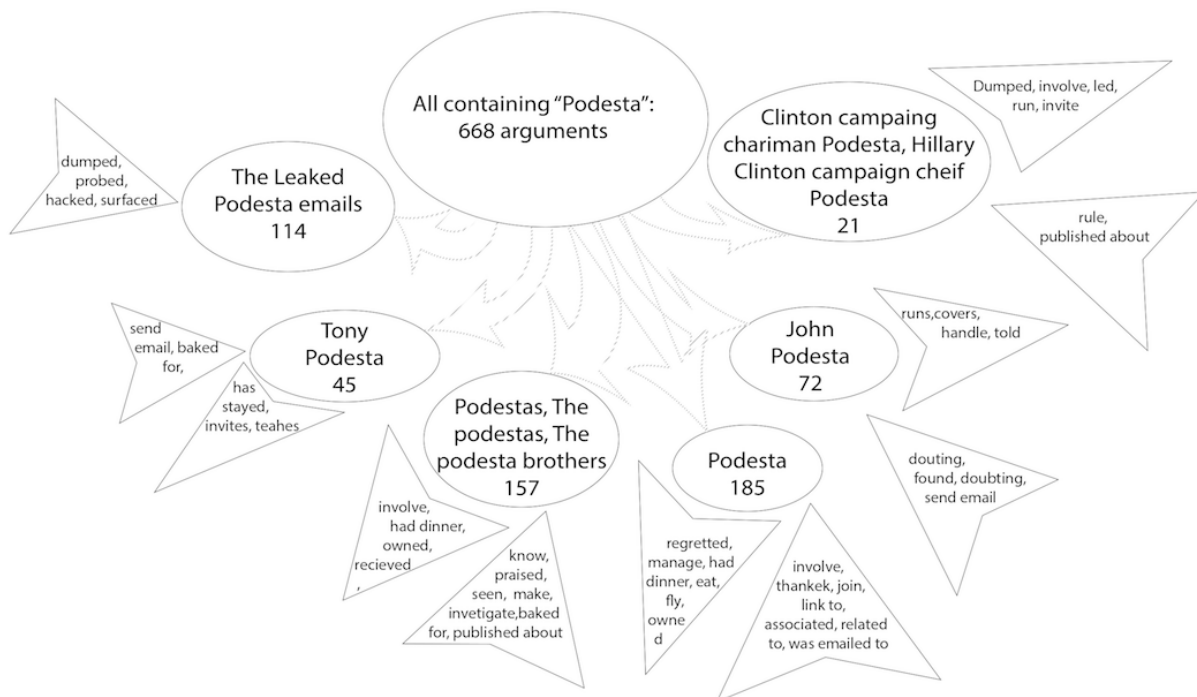 All containing “Podesta”:
668 arguments
Dumped, involve, led,
run, invite
Clinton campaing
chariman Podesta, Hillary
Clinton campaign cheif
Podesta
21
dumped,
probed,
hacked, surfaced
The Leaked
Podesta emails
114
rule,
published about
send
email, baked
for,
Tony
Podesta
45
John
Podesta
72
runs,covers,
handle, told
has
stayed,
invites, teahes
Podestas, The
podestas, The
podesta brothers
157
Podesta
185
douting,
found, doubting,
send email
involve,
had dinner,
owned,
recieved
,
know,
praised,
seen, make,
invetigate,baked
for, published about
regretted,
manage, had
dinner, eat,
fly,
owne
d
involve,
thankek, join,
link to,
associated, related
to, was emailed to